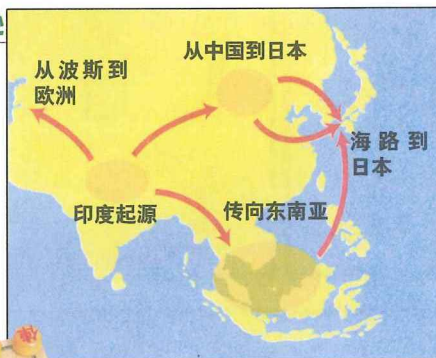 从中国到日本
从波斯到
欧洲
海路到
日本
印度起源
传向东南亚